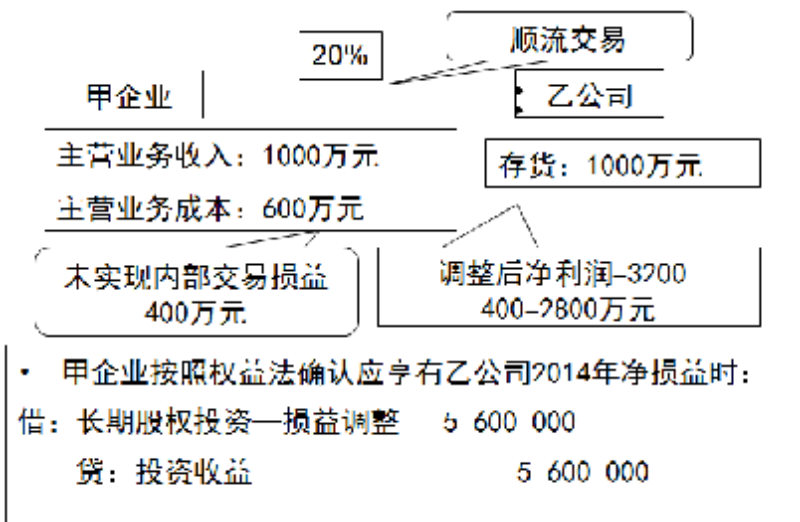 20%
顺流交易
甲企业
乙公司
主营业务收入：1000万元
存货：1000万元
主营业务成本：600万元
未实现内部交易损益
400万元
调整后净利润-3200
400-2800万元
• 甲企业按照权益法确认应享有乙公司2014年净损益时：
借：长期股权投资—损益调整 5 600 000
贷：投资收益 5 600 000